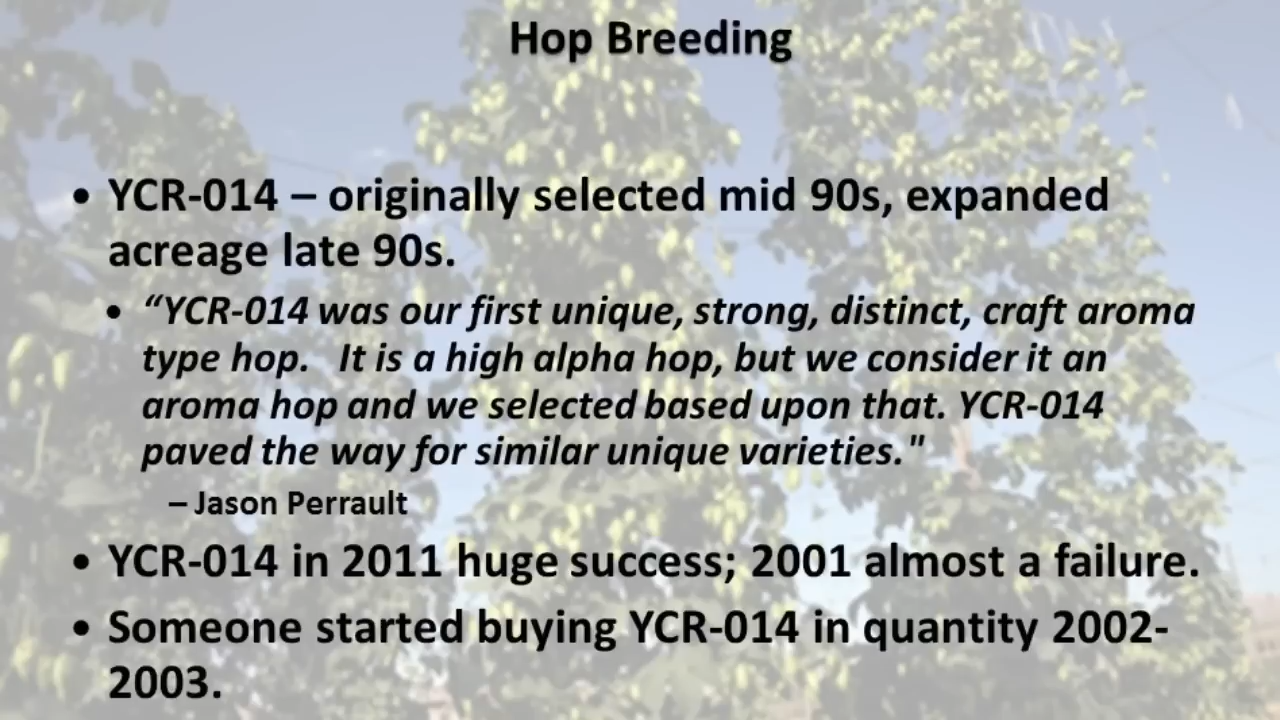 Hop Breeding
• YCR-014 – originally selected mid 90s, expanded
acreage late 90s.
• “YCR-014 was our first unique, strong, distinct, craft aroma
type hop.   It is a high alpha hop, but we consider it an
aroma hop and we selected based upon that. YCR-014
paved the way for similar unique varieties."
– Jason Perrault
• YCR-014 in 2011 huge success; 2001 almost a failure.
• Someone started buying YCR-014 in quantity 2002-
2003.